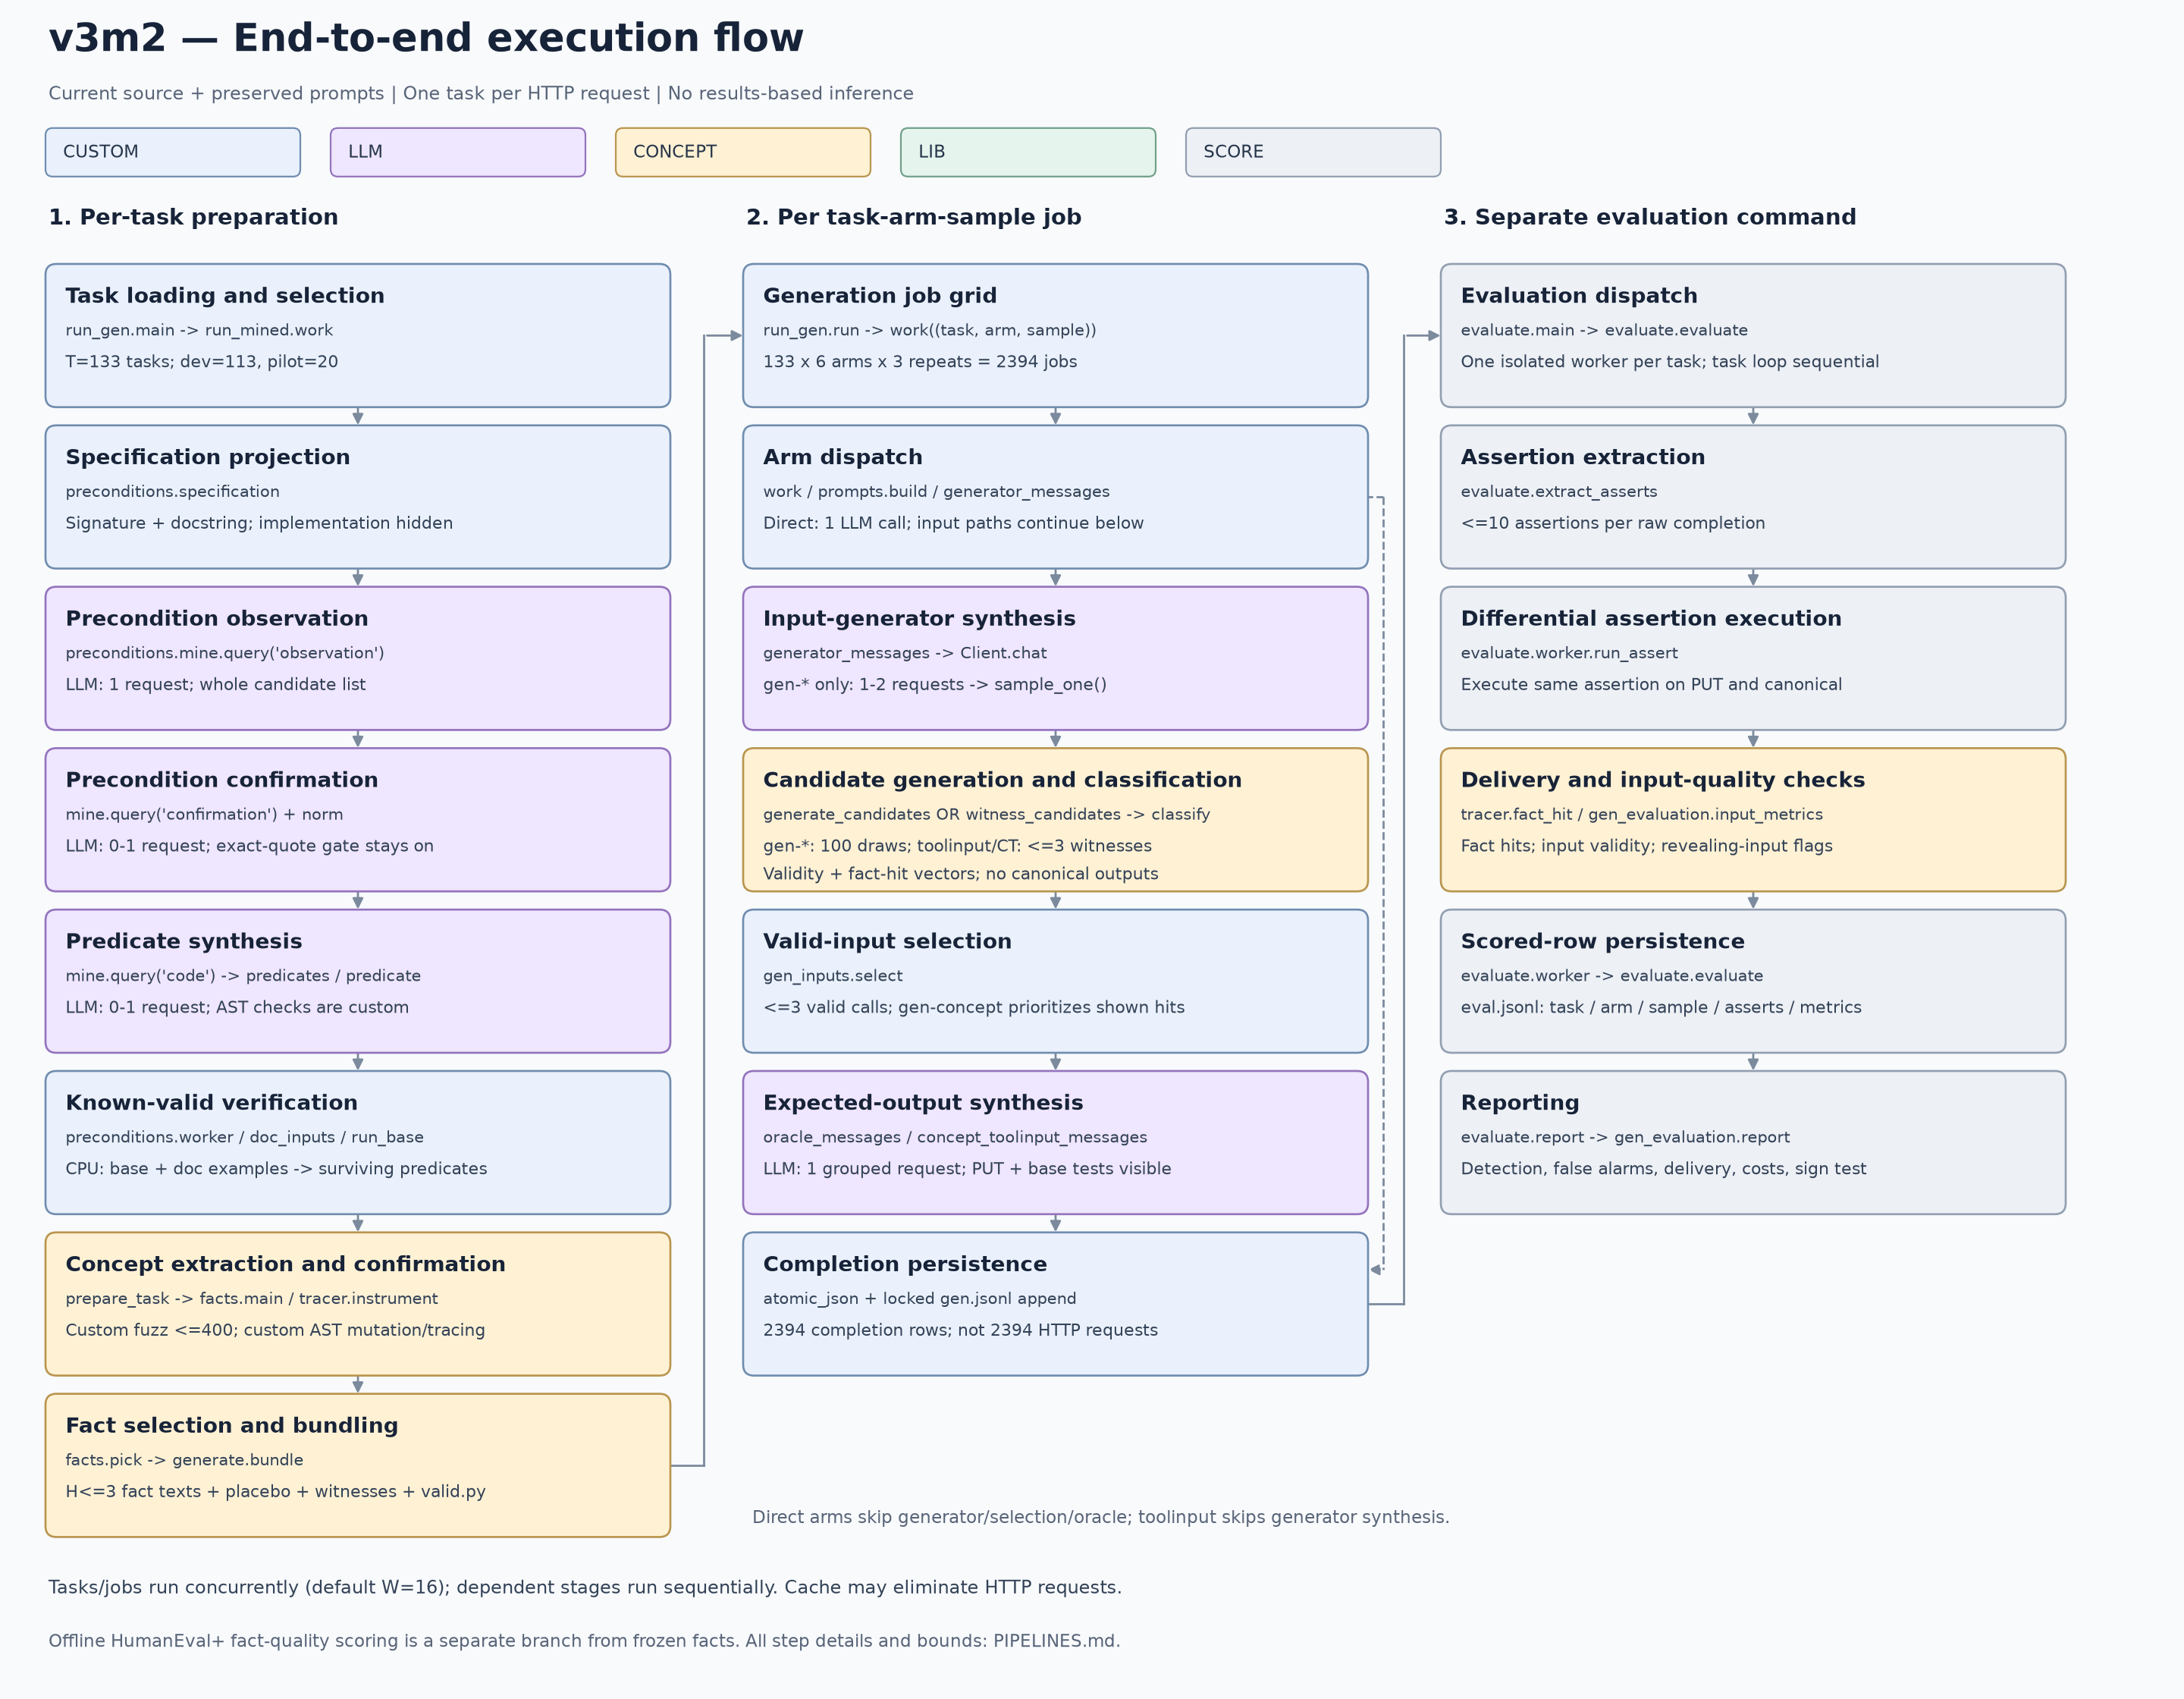 v3m2 — End-to-end execution flow
Current source + preserved prompts | One task per HTTP request | No results-based inference
CUSTOM
LLM
CONCEPT
LIB
SCORE
1. Per-task preparation
Task loading and selection
run_gen.main -> run_mined.work
T=133 tasks; dev=113, pilot=20
Specification projection
preconditions.specification
Signature + docstring; implementation hidden
Precondition observation
preconditions.mine.query('observation')
LLM: 1 request; whole candidate list
Precondition confirmation
mine.query('confirmation') + norm
LLM: 0-1 request; exact-quote gate stays on
Predicate synthesis
mine.query('code') -> predicates / predicate
LLM: 0-1 request; AST checks are custom
Known-valid verification
preconditions.worker / doc_inputs / run_base
CPU: base + doc examples -> surviving predicates
Concept extraction and confirmation
prepare_task -> facts.main / tracer.instrument
Custom fuzz <=400; custom AST mutation/tracing
Fact selection and bundling
facts.pick -> generate.bundle
H<=3 fact texts + placebo + witnesses + valid.py
2. Per task-arm-sample job
Generation job grid
run_gen.run -> work((task, arm, sample))
133 x 6 arms x 3 repeats = 2394 jobs
Arm dispatch
work / prompts.build / generator_messages
Direct: 1 LLM call; input paths continue below
Input-generator synthesis
generator_messages -> Client.chat
gen-* only: 1-2 requests -> sample_one()
Candidate generation and classification
generate_candidates OR witness_candidates -> classify
gen-*: 100 draws; toolinput/CT: <=3 witnesses
Validity + fact-hit vectors; no canonical outputs
Valid-input selection
gen_inputs.select
<=3 valid calls; gen-concept prioritizes shown hits
Expected-output synthesis
oracle_messages / concept_toolinput_messages
LLM: 1 grouped request; PUT + base tests visible
Completion persistence
atomic_json + locked gen.jsonl append
2394 completion rows; not 2394 HTTP requests
Direct arms skip generator/selection/oracle; toolinput skips generator synthesis.
3. Separate evaluation command
Evaluation dispatch
evaluate.main -> evaluate.evaluate
One isolated worker per task; task loop sequential
Assertion extraction
evaluate.extract_asserts
<=10 assertions per raw completion
Differential assertion execution
evaluate.worker.run_assert
Execute same assertion on PUT and canonical
Delivery and input-quality checks
tracer.fact_hit / gen_evaluation.input_metrics
Fact hits; input validity; revealing-input flags
Scored-row persistence
evaluate.worker -> evaluate.evaluate
eval.jsonl: task / arm / sample / asserts / metrics
Reporting
evaluate.report -> gen_evaluation.report
Detection, false alarms, delivery, costs, sign test
Tasks/jobs run concurrently (default W=16); dependent stages run sequentially. Cache may eliminate HTTP requests.
Offline HumanEval+ fact-quality scoring is a separate branch from frozen facts. All step details and bounds: PIPELINES.md.